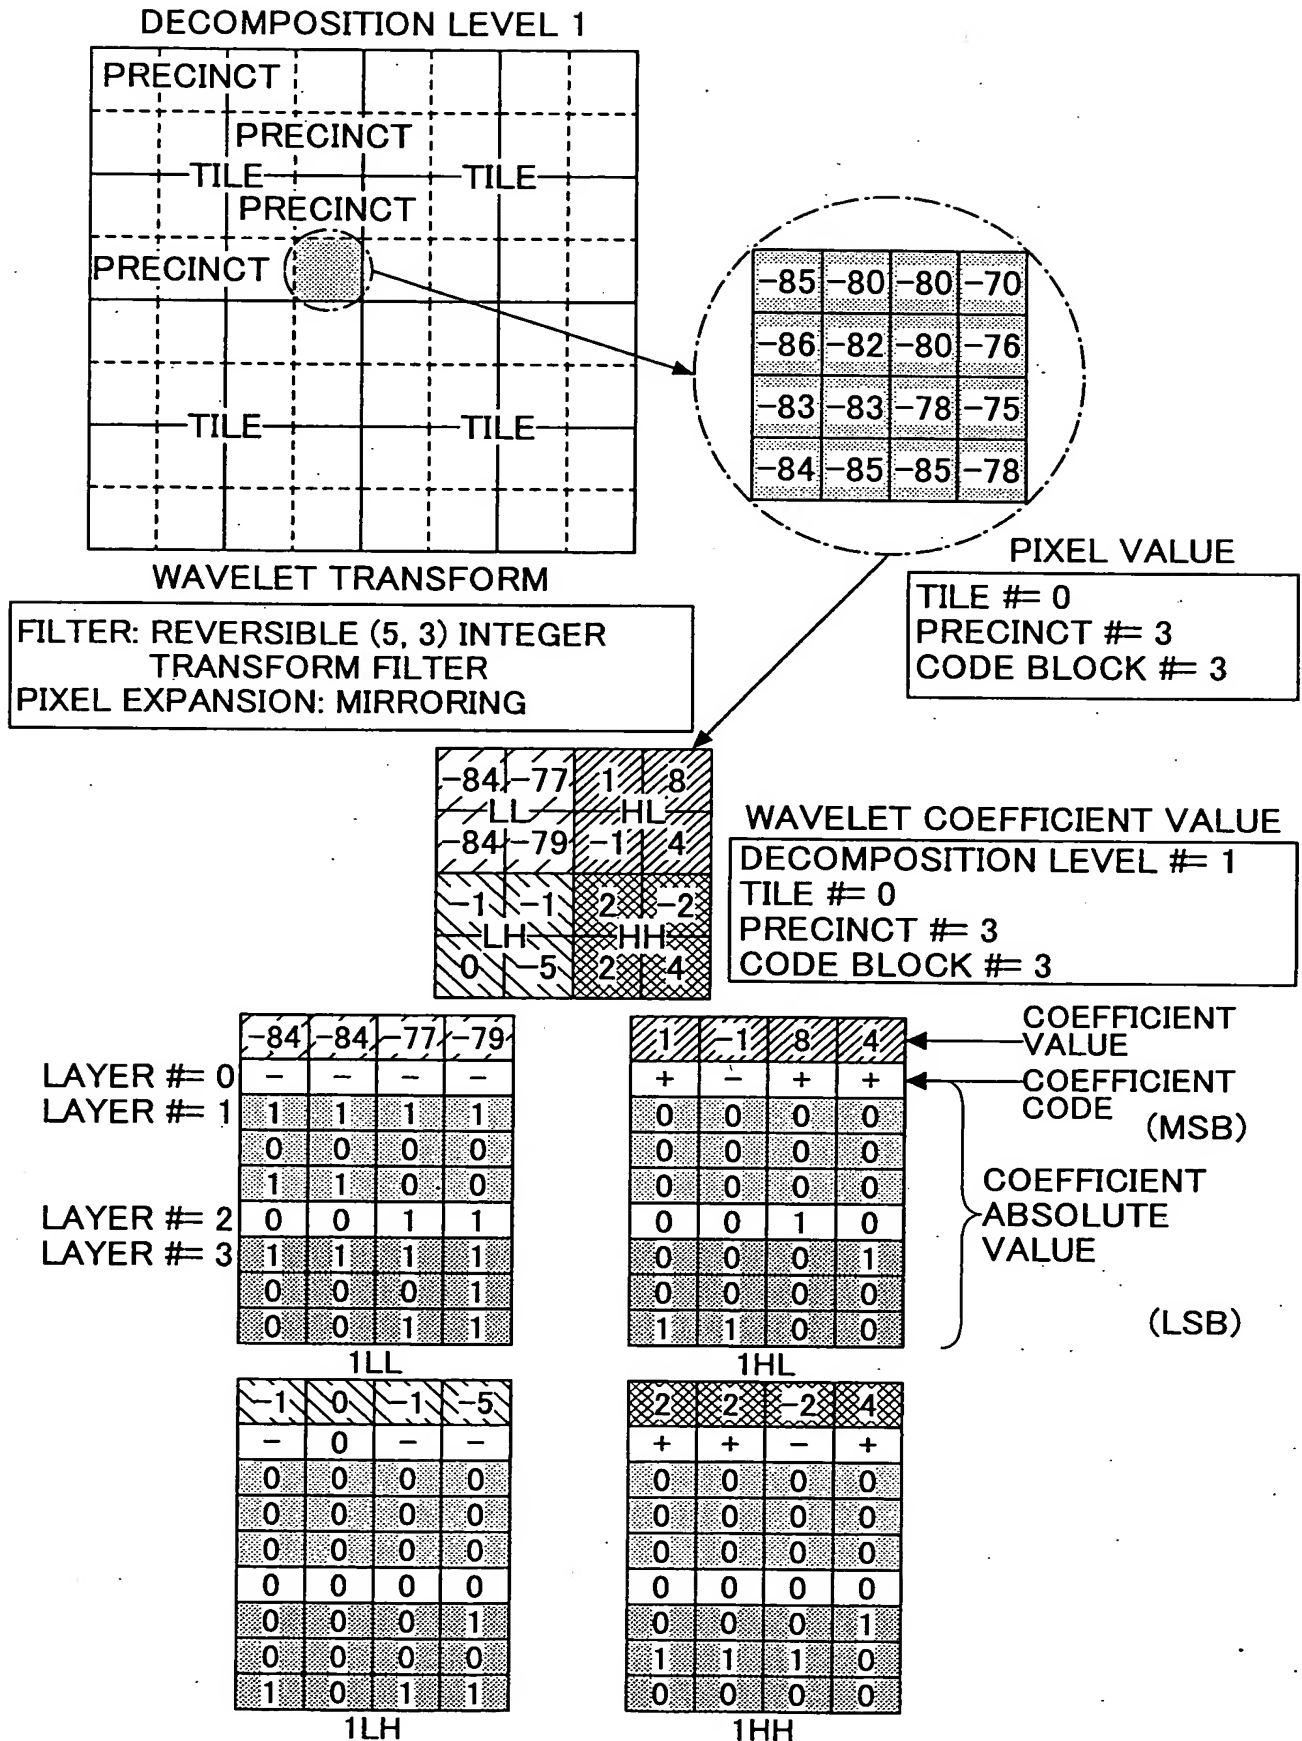 DECOMPOSITION LEVEL 1
PRECINCT
PRECINCT
TILE TILE
PRECINCT
PRECINCT
TILE TILE
-85 -80 -80 -70
-86 -82 -80 -76
-83 -83 -78 -75
-84 -85 -85 -78
PIXEL VALUE
TILE #= 0
PRECINCT #= 3
CODE BLOCK #= 3
WAVELET TRANSFORM
FILTER: REVERSIBLE (5, 3) INTEGER
TRANSFORM FILTER
PIXEL EXPANSION: MIRRORING
-84 -77 1 8
LL HL
-84 -79 -1 4
-1 -1 2 -2
LH HH
0 -5 2 4
WAVELET COEFFICIENT VALUE
DECOMPOSITION LEVEL #= 1
TILE #= 0
PRECINCT #= 3
CODE BLOCK #= 3
-84 -84 -77 -79
LAYER #= 0 - - - -
LAYER #= 1 1 1 1 1
0 0 0 0
1 1 0 0
LAYER #= 2 0 0 1 1
LAYER #= 3 1 1 1 1
0 0 0 1
0 0 1 1
1LL
1 -1 8 4
+ - + +
0 0 0 0
0 0 0 0
0 0 0 0
0 0 1 0
0 0 0 1
0 0 0 0
1 1 0 0
1HL
COEFFICIENT
VALUE
COEFFICIENT
CODE
(MSB)
COEFFICIENT
ABSOLUTE
VALUE
(LSB)
-1 0 -1 -5
- 0 - -
0 0 0 0
0 0 0 0
0 0 0 0
0 0 0 0
0 0 0 1
0 0 0 0
1 0 1 1
1LH
2 2 -2 4
+ + - +
0 0 0 0
0 0 0 0
0 0 0 0
0 0 0 0
0 0 0 1
1 1 1 0
0 0 0 0
1HH